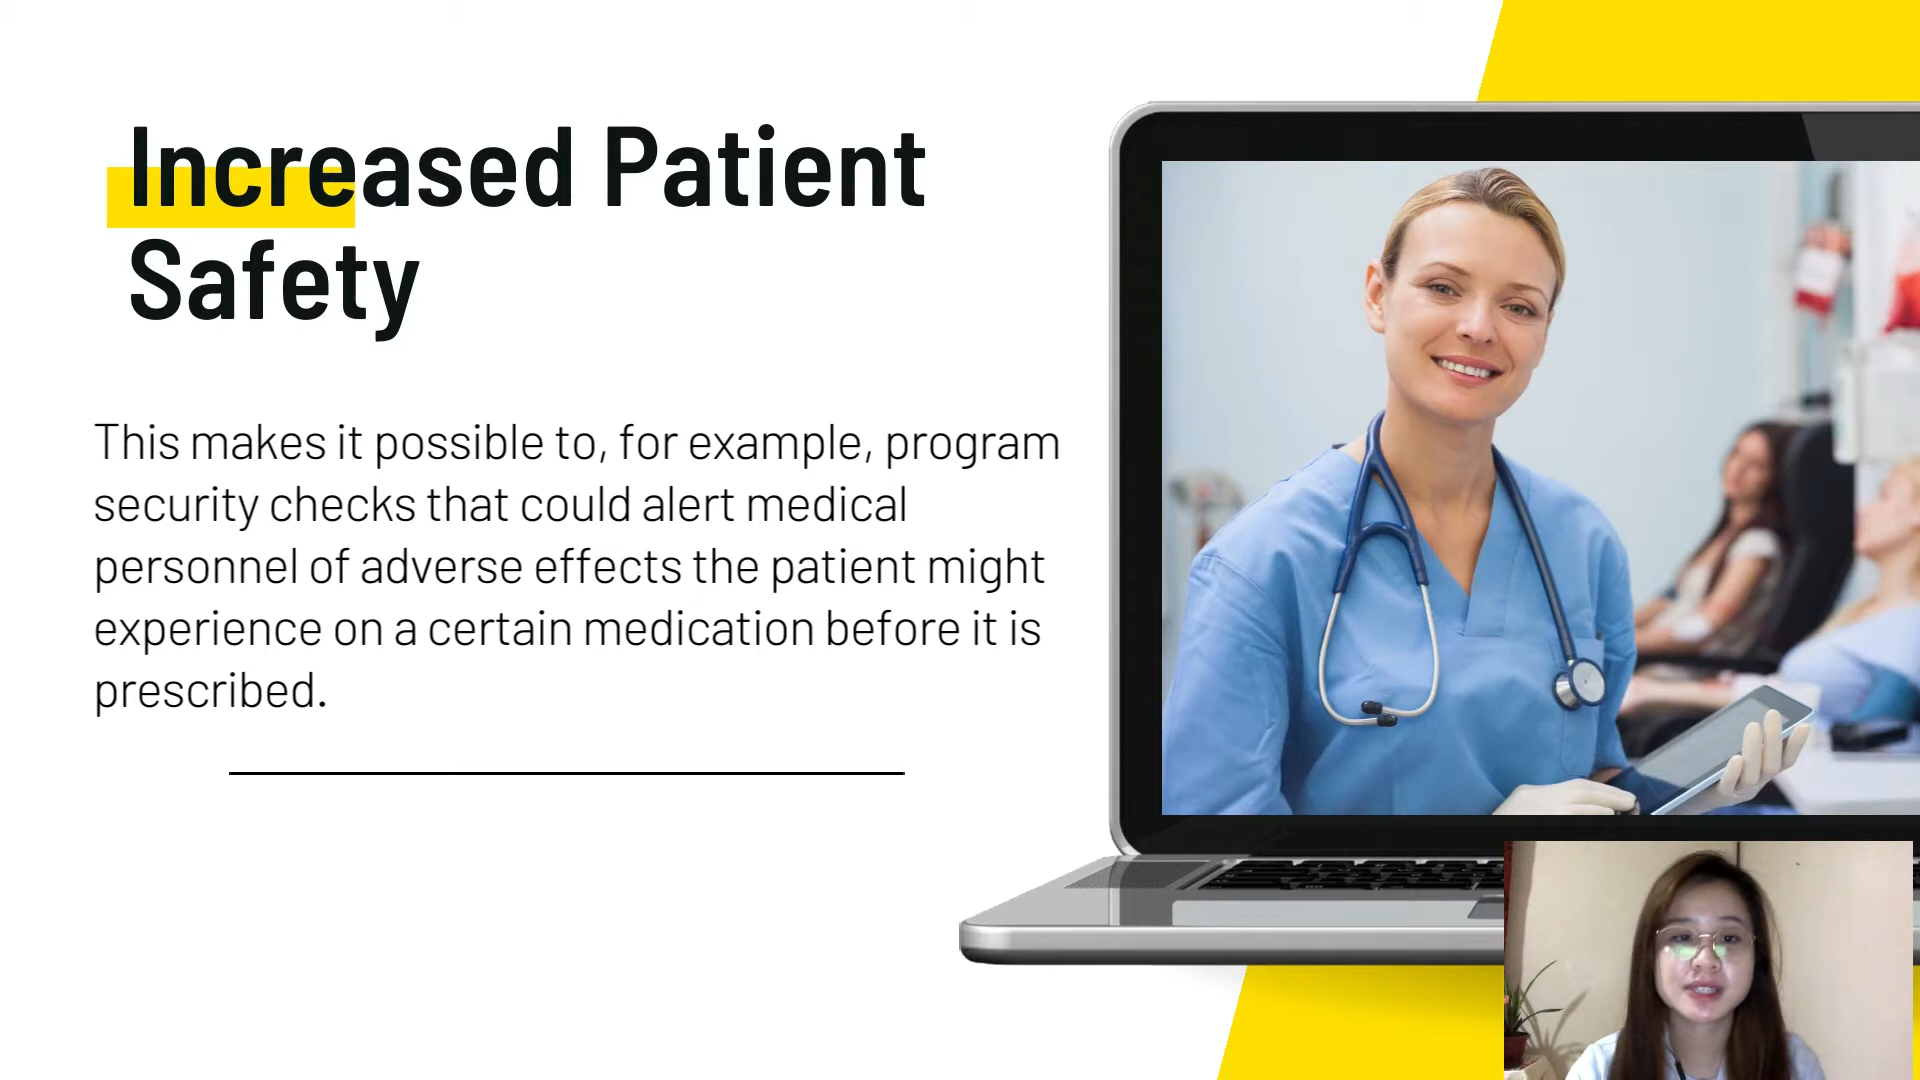 Increased Patient
Safety
This makes it possible to, for example, program
security checks that could alert medical
personnel of adverse effects the patient might
experience on a certain medication before it is
prescribed.